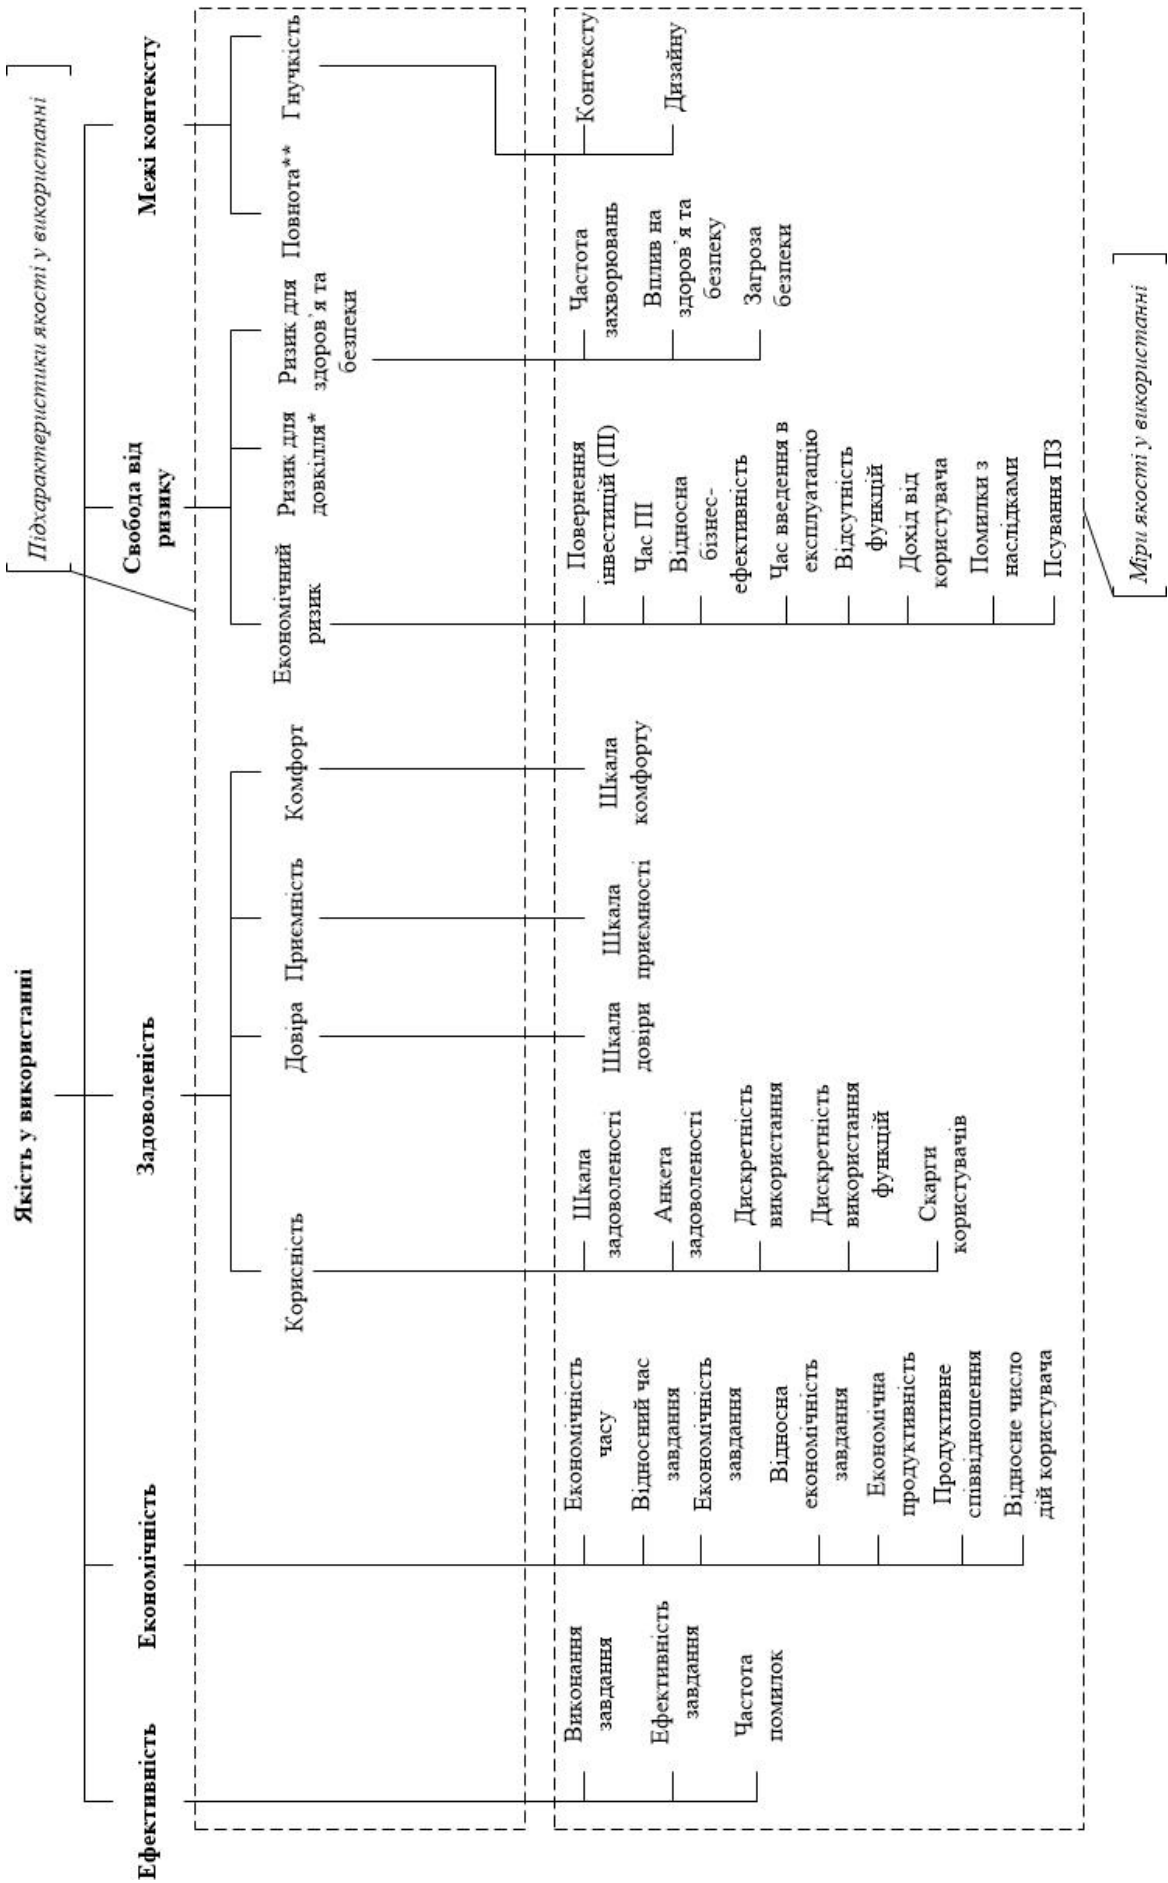 Якість у використанні
Підхарактеристики якості у використанні
Ефективність
Економічність
Задоволеність
Свобода від
ризику
Межі контексту
Корисність
Довіра
Приємність
Комфорт
Економічний
ризик
Ризик для
довкілля*
Ризик для
здоров`я та
безпеки
Повнота**
Гнучкість
Виконання
завдання
Ефективність
завдання
Частота
помилок
Економічність
часу
Відносний час
завдання
Економічність
завдання
Відносна
економічність
завдання
Економічна
продуктивність
Продуктивне
співвідношення
Відносне число
дій користувача
Шкала
задоволеності
Анкета
задоволеності
Дискретність
використання
Дискретність
використання
функцій
Скарги
користувачів
Шкала
довіри
Шкала
приємності
Шкала
комфорту
Повернення
інвестицій (ПІ)
Час ПІ
Відносна
бізнес-
ефективність
Час введення в
експлуатацію
Відсутність
функцій
Дохід від
користувача
Помилки з
наслідками
Псування ПЗ
Частота
захворювань
Вплив на
здоров`я та
безпеку
Загроза
безпеки
Контексту
Дизайну
Міри якості у використанні